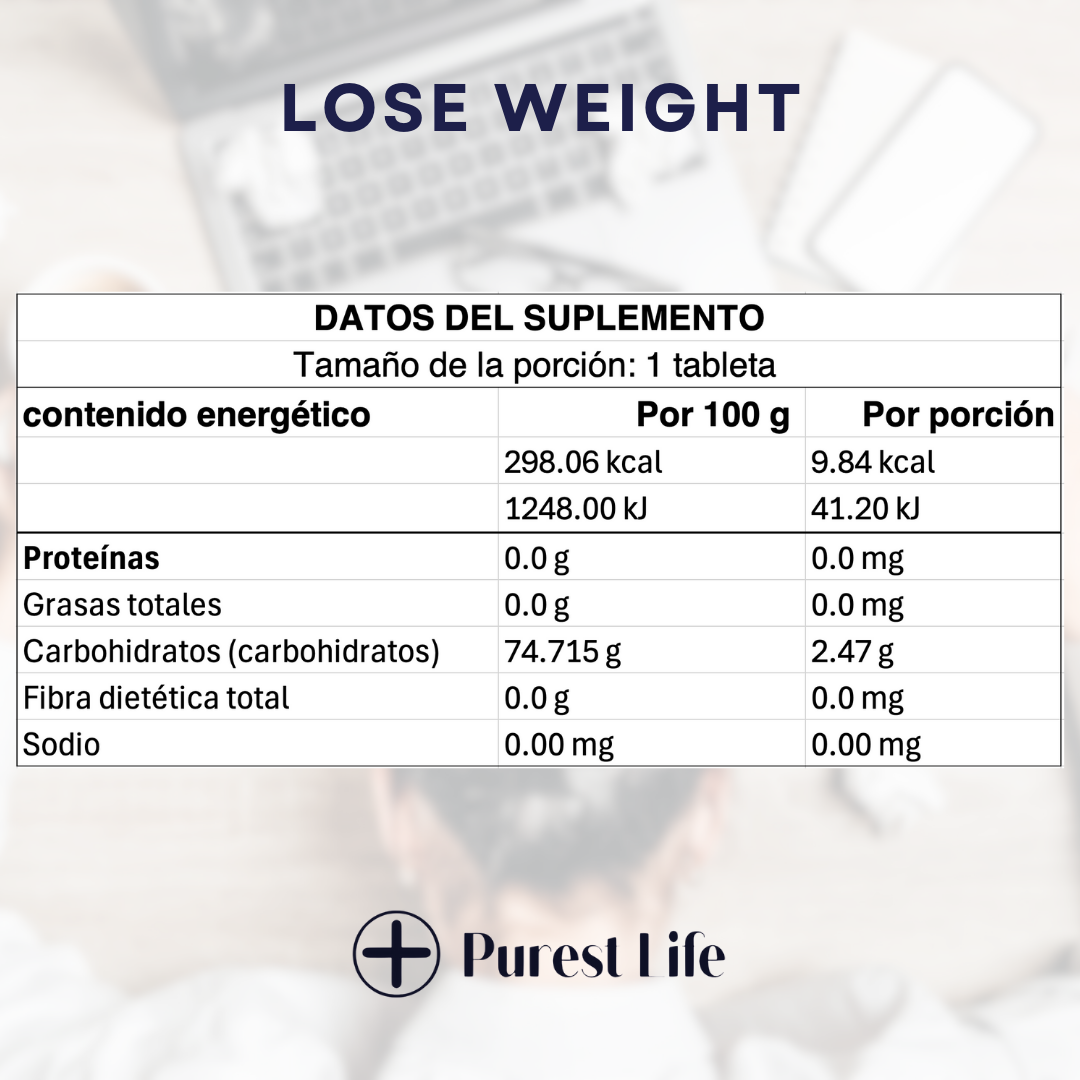 LOSE WEIGHT
DATOS DEL SUPLEMENTO
Tamaño de la porción: 1 tableta
contenido energético Por 100 g Por porción
298.06 kcal 9.84 kcal
1248.00 kJ 41.20 kJ
Proteínas 0.0 g 0.0 mg
Grasas totales 0.0 g 0.0 mg
Carbohidratos (carbohidratos) 74.715 g 2.47 g
Fibra dietética total 0.0 g 0.0 mg
Sodio 0.00 mg 0.00 mg
Purest Life